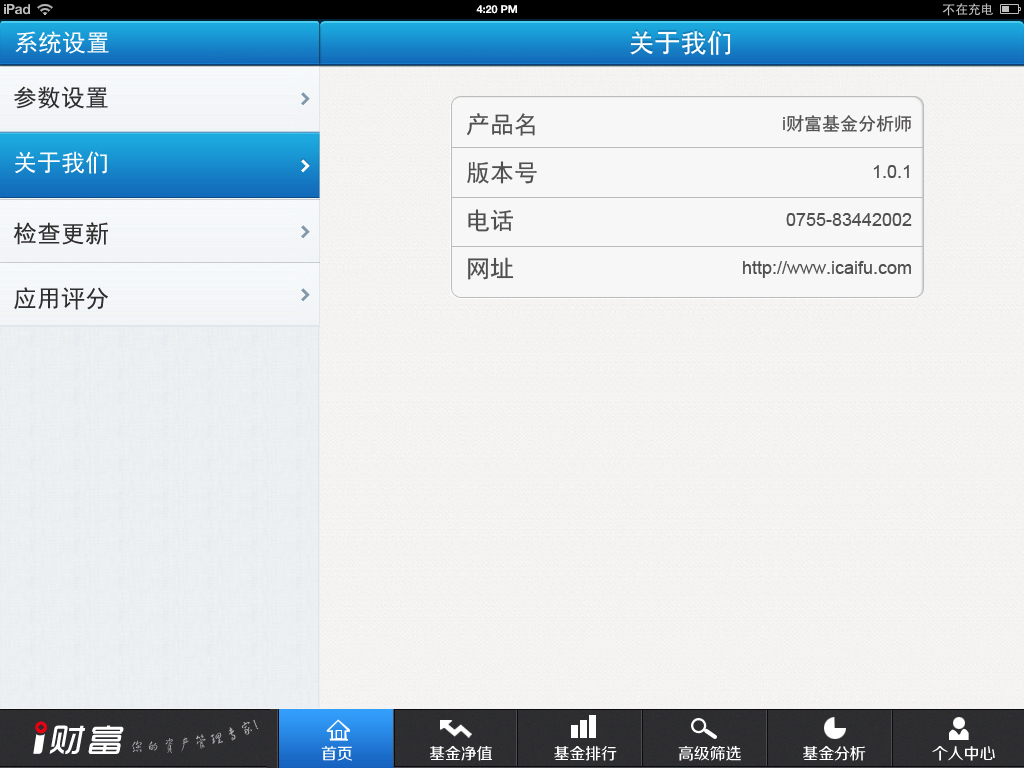 iPad
4:20 PM
不在充电
系统设置
关于我们
参数设置
关于我们
检查更新
应用评分
产品名 i财富基金分析师
版本号 1.0.1
电话 0755-83442002
网址 http://www.icaifu.com
i财富 您的資产管理专家!
首页
基金净值
基金排行
高级筛选
基金分析
个人中心